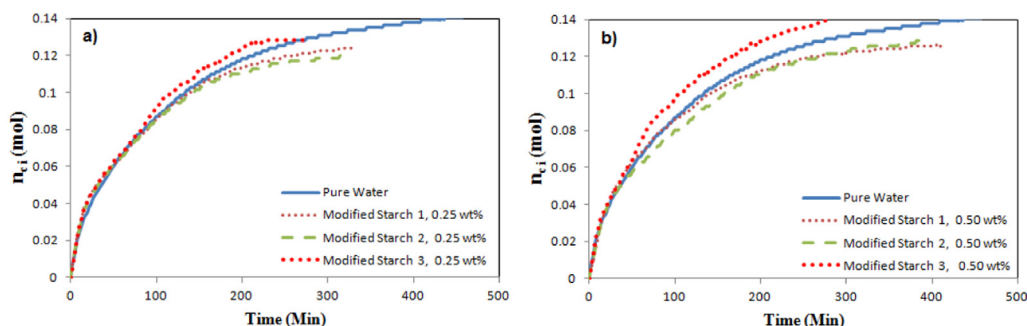 a)
n_ci (mol)
0.14
0.12
0.1
0.08
0.06
0.04
0.02
0
Pure Water
Modified Starch 1, 0.25 wt%
Modified Starch 2, 0.25 wt%
Modified Starch 3, 0.25 wt%
0 100 200 300 400 500
Time (Min)
b)
n_ci (mol)
0.14
0.12
0.1
0.08
0.06
0.04
0.02
0
Pure Water
Modified Starch 1, 0.50 wt%
Modified Starch 2, 0.50 wt%
Modified Starch 3, 0.50 wt%
0 100 200 300 400 500
Time (Min)